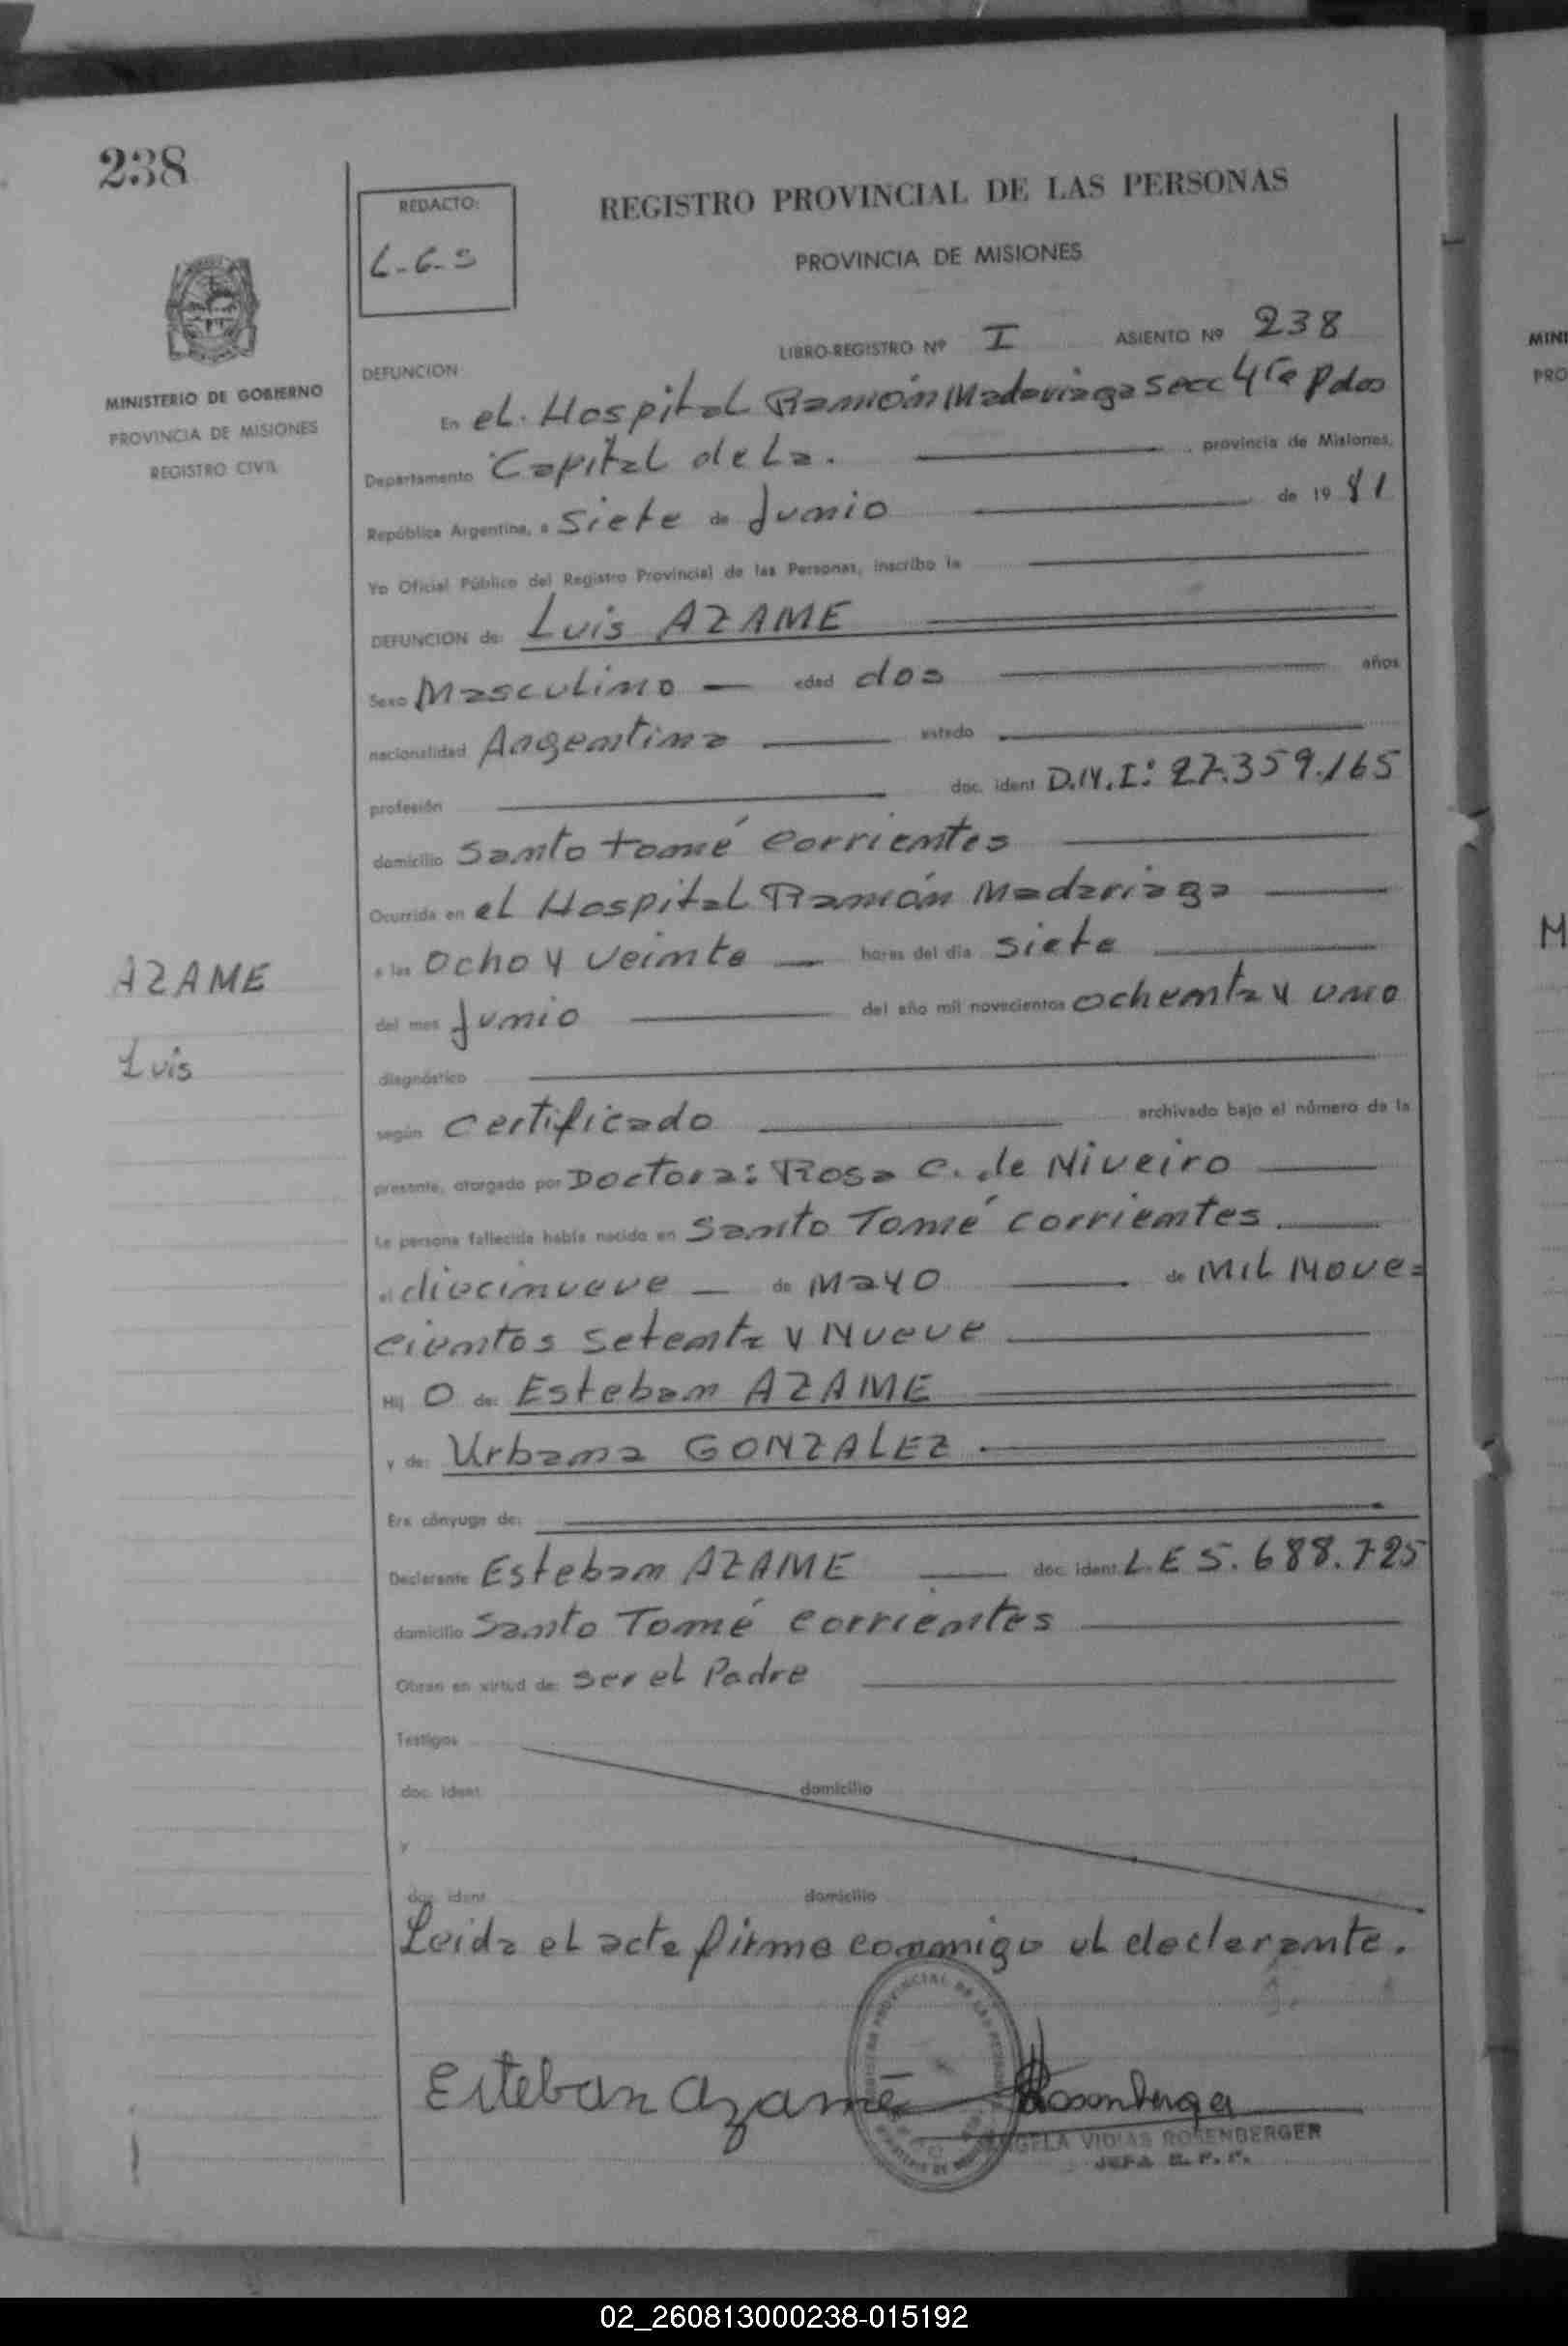 238
REDACTO:
L-G-S
REGISTRO PROVINCIAL DE LAS PERSONAS
PROVINCIA DE MISIONES
MINISTERIO DE GOBIERNO
PROVINCIA DE MISIONES
REGISTRO CIVIL
LIBRO-REGISTRO Nº I ASIENTO Nº 238
DEFUNCION
En el Hospital Ramón Madariaga Secc 4ta Pdas
Departamento Capital de La. provincia de Misiones,
República Argentina, a Siete de Junio de 1981
Yo Oficial Público del Registro Provincial de las Personas, inscribo la
DEFUNCION de: Luis AZAME
Sexo Masculino edad dos años
nacionalidad Argentina estado
profesión doc. ident D.N.I: 27.359.165
domicilio Santo tomé Corrientes
Ocurrida en el Hospital Ramón Madariaga
a las Ocho y Veinte horas del día siete
del mes Junio del año mil novecientos ochenta y uno
diagnóstico
según Certificado archivado bajo el número de la
presente, otorgado por Doctora: Rosa C. de Niveiro
La persona fallecida había nacido en Santo Tomé Corrientes
el diecinueve de Mayo de Mil Nove=
cientos Setenta y Nueve
Hij O de: Esteban AZAME
y de: Urbana GONZALEZ
Era cónyuge de:
Declarante Esteban AZAME doc. ident L.E 5.688.725
domicilio Santo Tomé Corrientes
Obran en virtud de: Ser el Padre
Testigos
doc. ident domicilio
y
doc. ident domicilio
Leida el acta firma conmigo el declarante.
Esteban Azamé Rosenberger
ROSENBERGER
AZAME
Luis
MINI
PRO
M
02_260813000238-015192